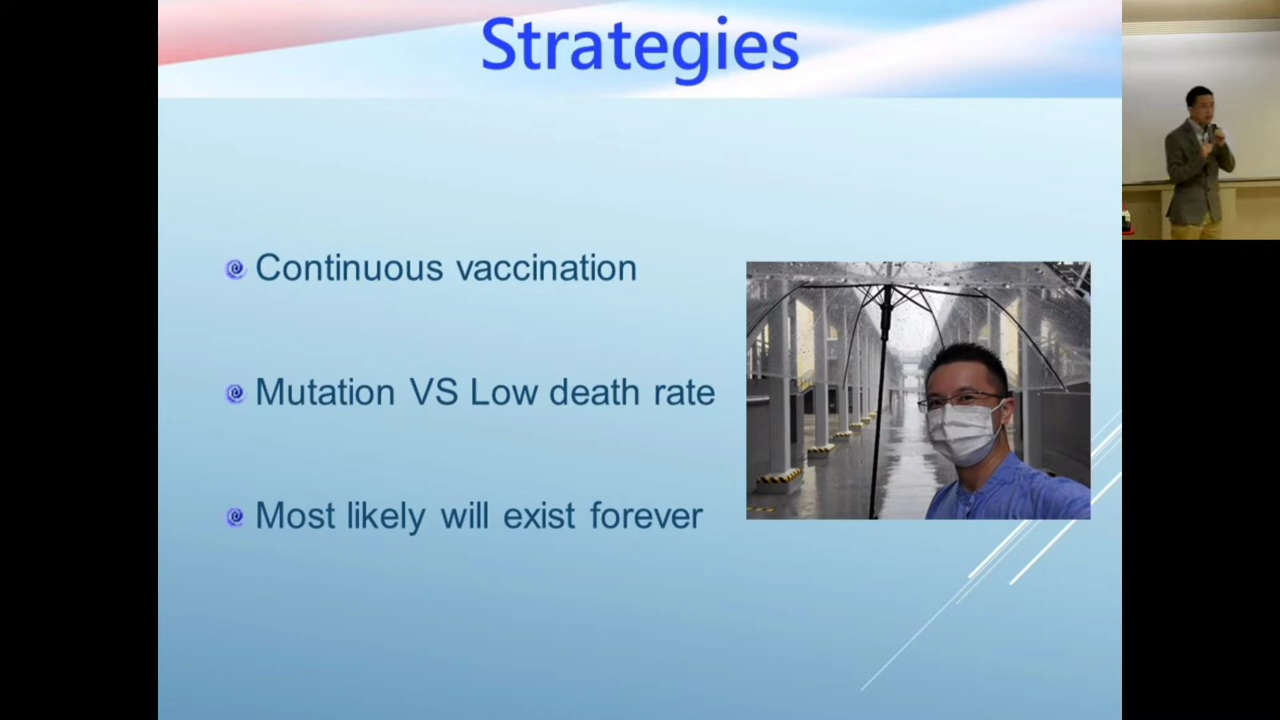 Strategies
Continuous vaccination
Mutation VS Low death rate
Most likely will exist forever